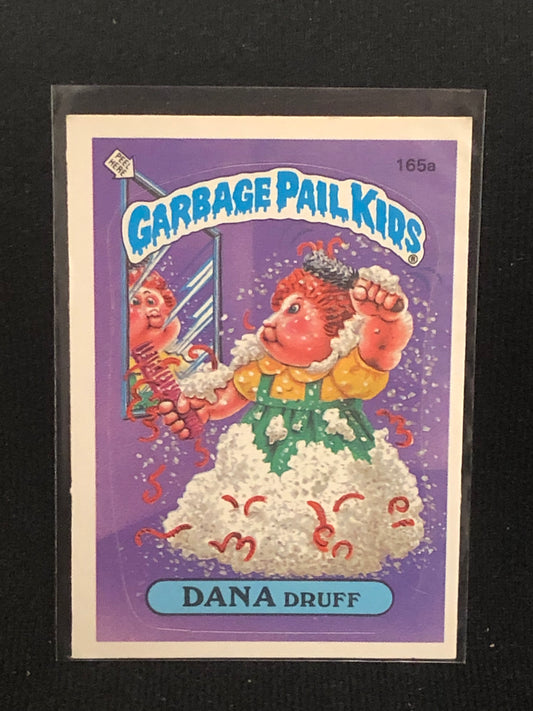 PEEL HERE
165a
GARBAGE PAIL KIDS®
DANA DRUFF